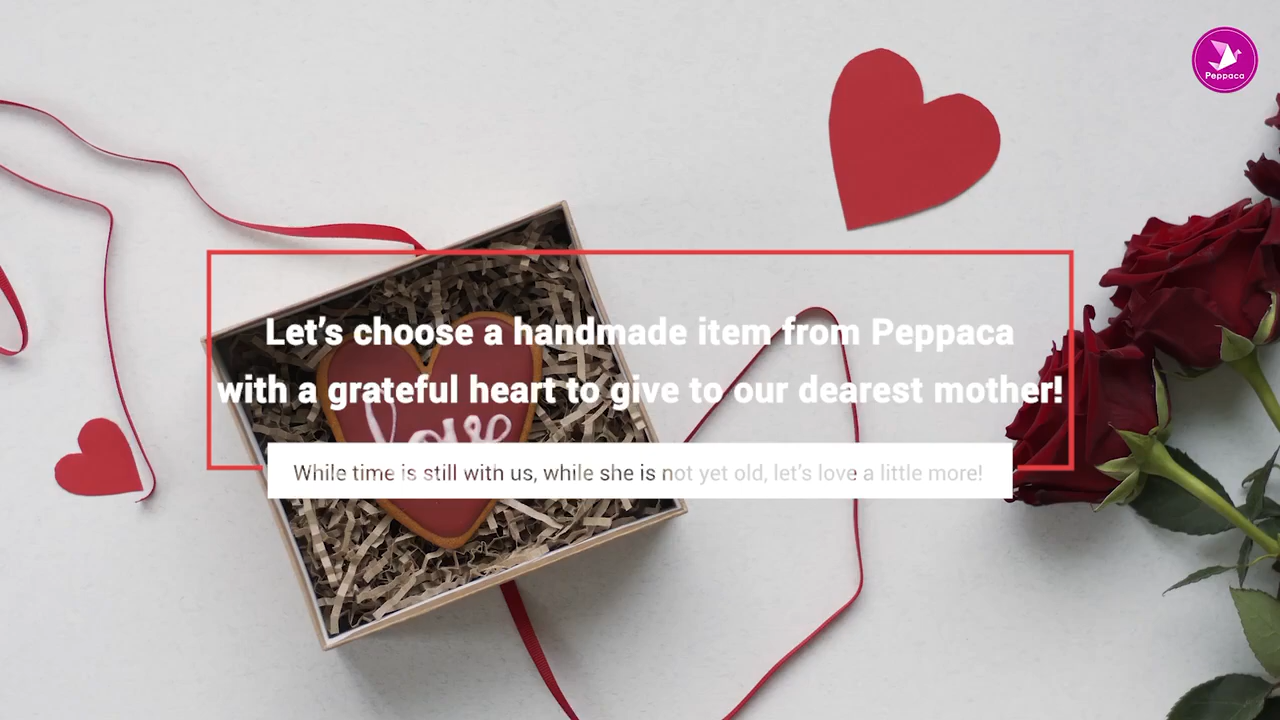 Peppaca
Let's choose a handmade item from Peppaca
with a grateful heart to give to our dearest mother!
love
While time is still with us, while she is not yet old, let's love a little more!